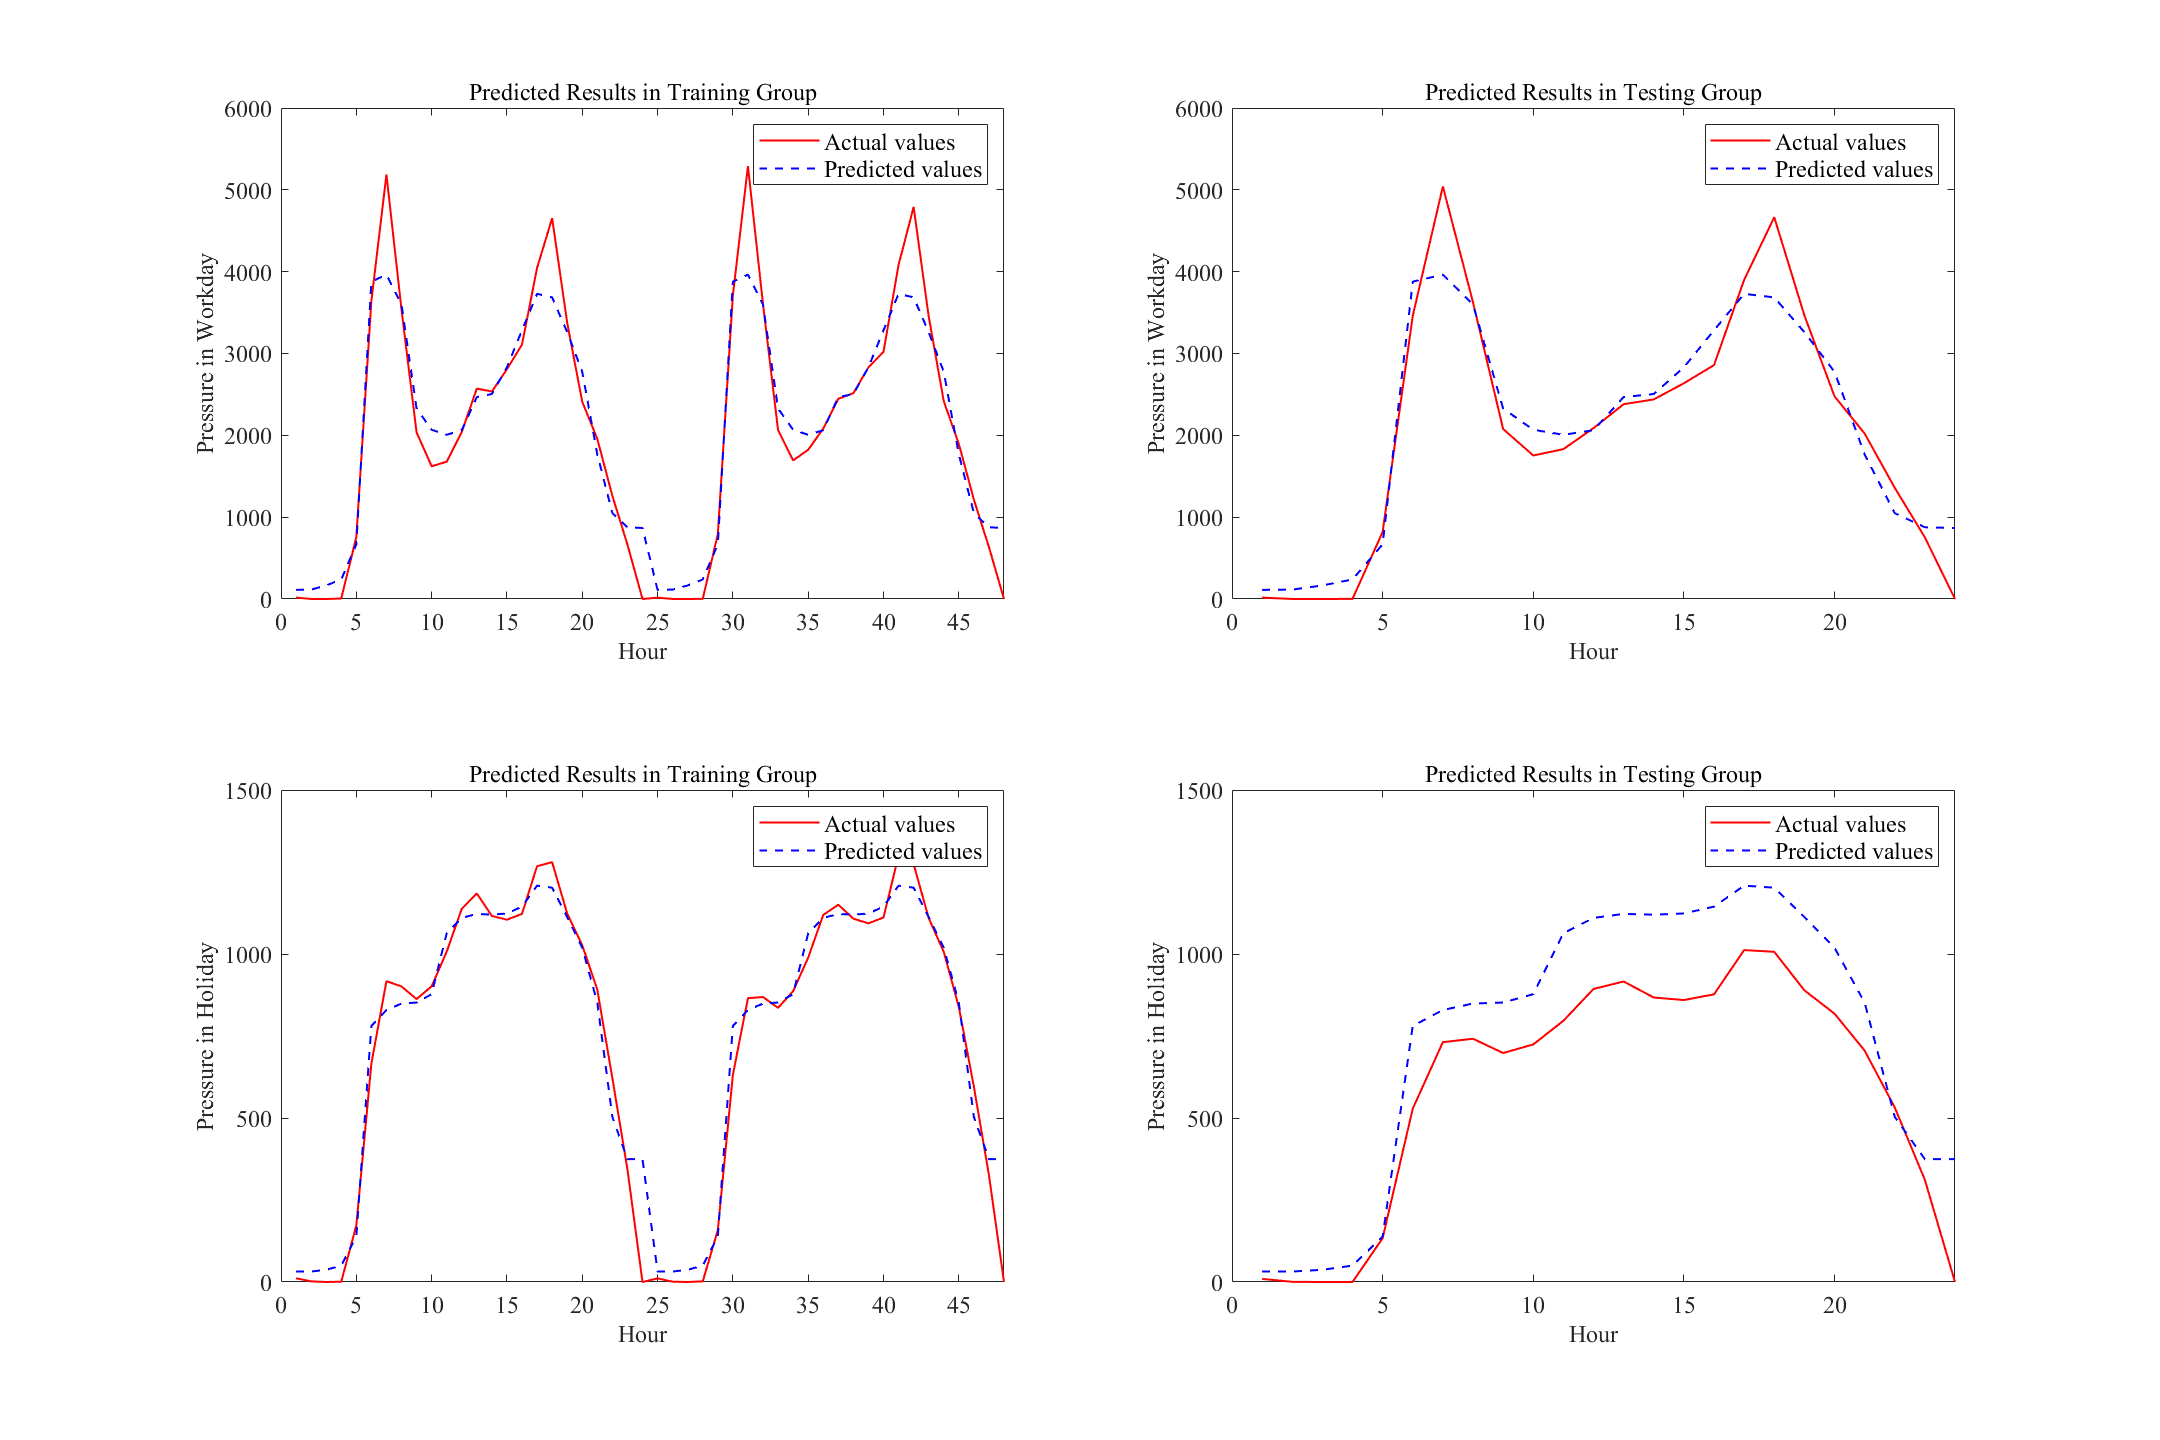 Predicted Results in Training Group
6000
5000
4000
3000
2000
1000
0
Pressure in Workday
Actual values
Predicted values
0 5 10 15 20 25 30 35 40 45
Hour
Predicted Results in Testing Group
6000
5000
4000
3000
2000
1000
0
Pressure in Workday
Actual values
Predicted values
0 5 10 15 20
Hour
Predicted Results in Training Group
1500
1000
500
0
Pressure in Holiday
Actual values
Predicted values
0 5 10 15 20 25 30 35 40 45
Hour
Predicted Results in Testing Group
1500
1000
500
0
Pressure in Holiday
Actual values
Predicted values
0 5 10 15 20
Hour